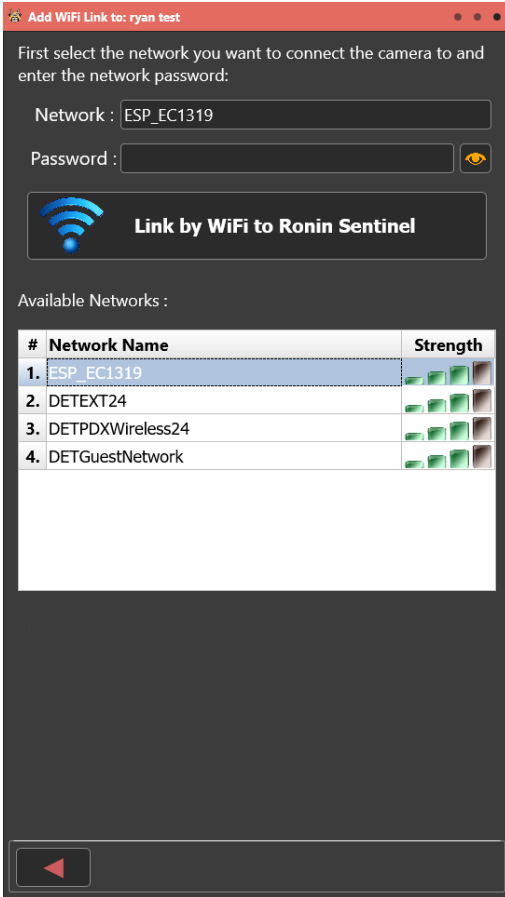 Add WiFi Link to: ryan test
First select the network you want to connect the camera to and
enter the network password:
Network : ESP_EC1319
Password :
Link by WiFi to Ronin Sentinel
Available Networks :
# Network Name Strength
1. ESP_EC1319
2. DETEXT24
3. DETPDXWireless24
4. DETGuestNetwork